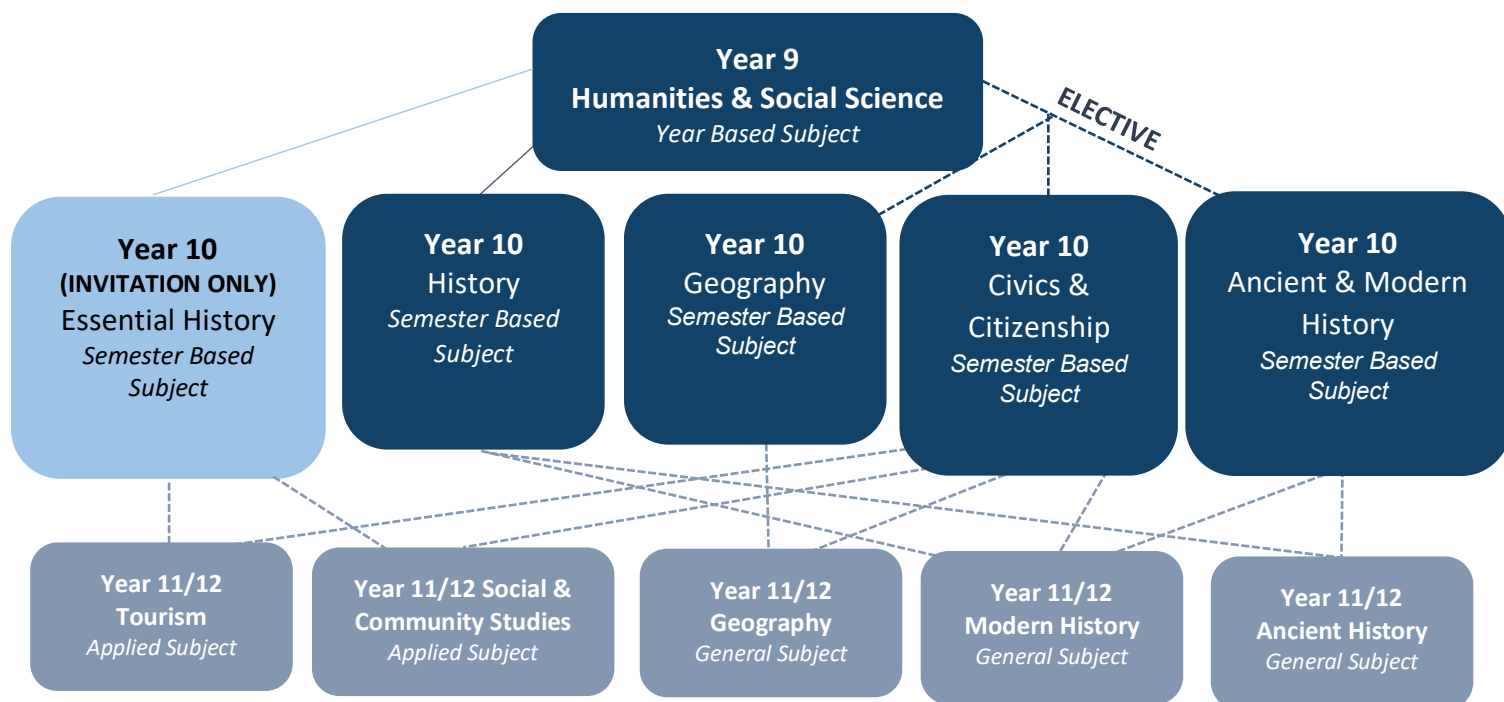 Year 9
Humanities & Social Science
Year Based Subject
ELECTIVE
Year 10
(INVITATION ONLY)
Essential History
Semester Based
Subject
Year 10
History
Semester Based
Subject
Year 10
Geography
Semester Based
Subject
Year 10
Civics &
Citizenship
Semester Based
Subject
Year 10
Ancient & Modern
History
Semester Based
Subject
Year 11/12
Tourism
Applied Subject
Year 11/12 Social &
Community Studies
Applied Subject
Year 11/12
Geography
General Subject
Year 11/12
Modern History
General Subject
Year 11/12
Ancient History
General Subject